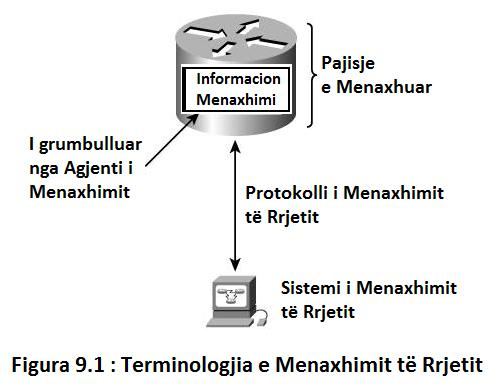 Informacion
Menaxhimi
Pajisje
e Menaxhuar
I grumbulluar
nga Agjenti i
Menaxhimit
Protokolli i Menaxhimit
të Rrjetit
Sistemi i Menaxhimit
të Rrjetit
Figura 9.1 : Terminologjia e Menaxhimit të Rrjetit